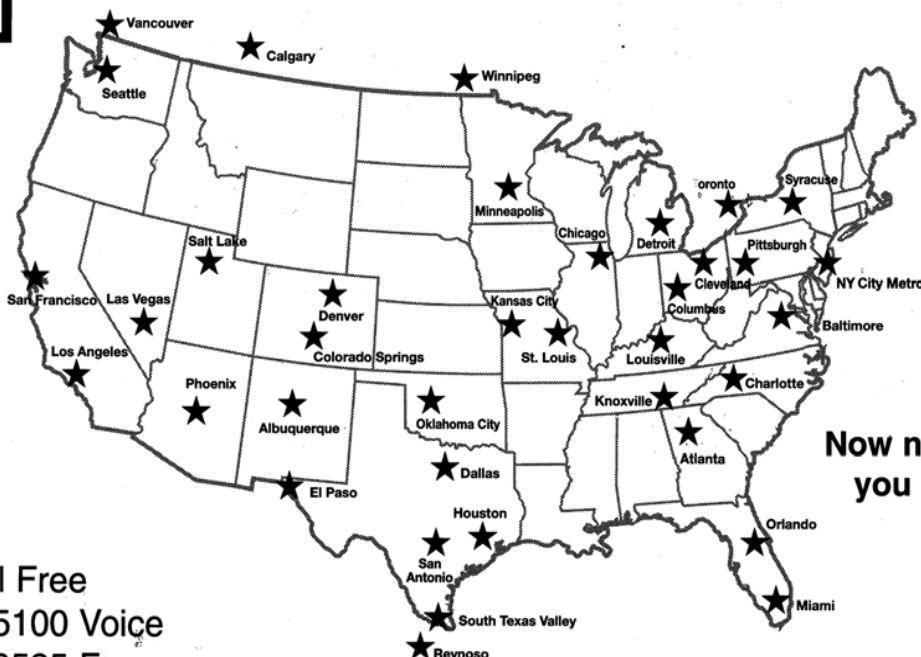 Vancouver
Calgary
Winnipeg
Seattle
Minneapolis
oronto
Syracuse
Chicago
Detroit
Pittsburgh
Salt Lake
Cleveland
NY City Metro
San Francisco
Las Vegas
Denver
Kansas City
Columbus
Baltimore
Colorado Springs
St. Louis
Louisville
Los Angeles
Phoenix
Albuquerque
Oklahoma City
Knoxville
Charlotte
Atlanta
Now n
you
El Paso
Dallas
Houston
San
Antonio
Orlando
Miami
l Free
5100 Voice
South Texas Valley
Reynoso